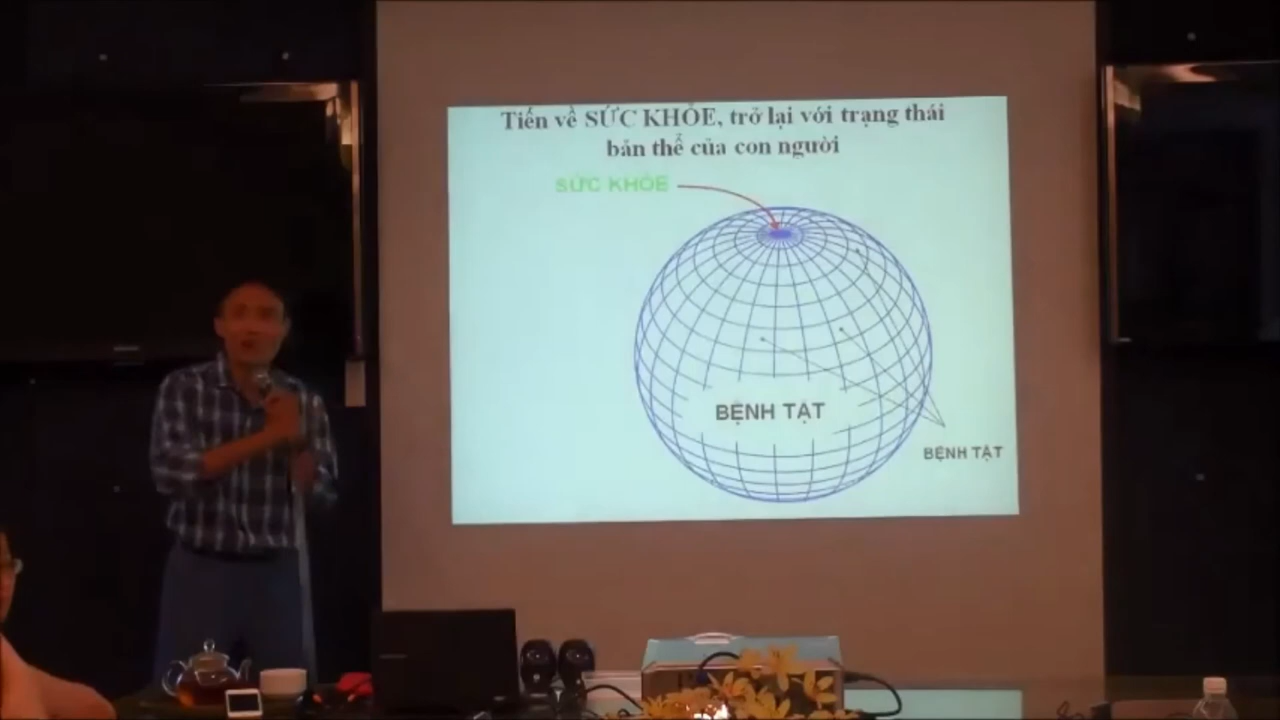 Tiến về SỨC KHỎE, trở lại với trạng thái
bản thể của con người
SỨC KHỎE
BỆNH TẬT
BỆNH TẬT